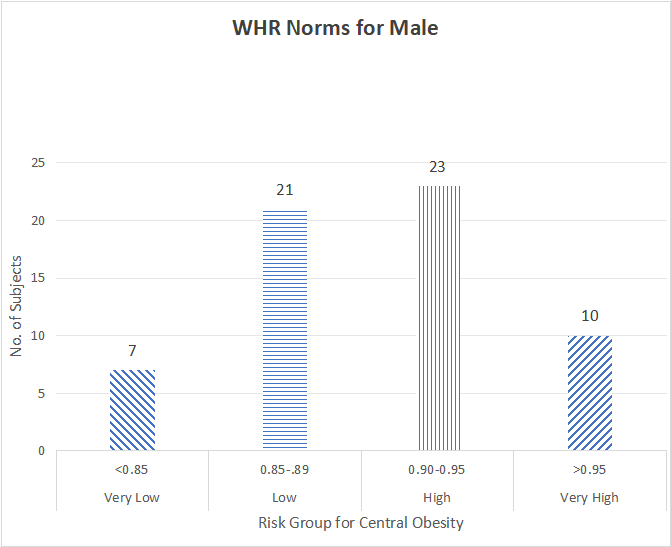 WHR Norms for Male
25
20
15
10
5
0
No. of Subjects
7
21
23
10
<0.85
0.85-.89
0.90-0.95
>0.95
Very Low
Low
High
Very High
Risk Group for Central Obesity